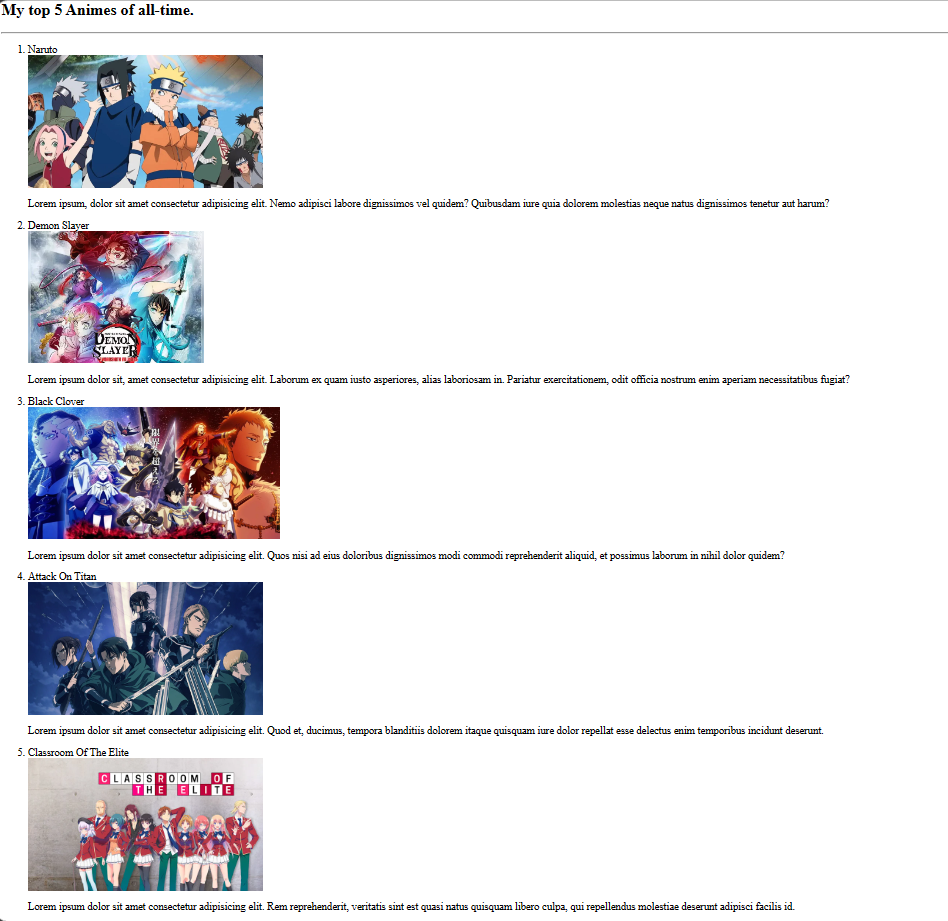 My top 5 Animes of all-time.
1. Naruto
Lorem ipsum, dolor sit amet consectetur adipisicing elit. Nemo adipisci labore dignissimos vel quidem? Quibusdam iure quia dolorem molestias neque natus dignissimos tenetur aut harum?
2. Demon Slayer
DEMON
SLAYER
Lorem ipsum dolor sit, amet consectetur adipisicing elit. Laborum ex quam iusto asperiores, alias laboriosam in. Pariatur exercitationem, odit officia nostrum enim aperiam necessitatibus fugiat?
3. Black Clover
限界を超えろ
Lorem ipsum dolor sit amet consectetur adipisicing elit. Quos nisi ad eius doloribus dignissimos modi commodi reprehenderit aliquid, et possimus laborum in nihil dolor quidem?
4. Attack On Titan
Lorem ipsum dolor sit amet consectetur adipisicing elit. Quod et, ducimus, tempora blanditiis dolorem itaque quisquam iure dolor repellat esse delectus enim temporibus incidunt deserunt.
5. Classroom Of The Elite
CLASSROOM OF
THE ELITE
Lorem ipsum dolor sit amet consectetur adipisicing elit. Rem reprehenderit, veritatis sint est quasi natus quisquam libero culpa, qui repellendus molestiae deserunt adipisci facilis id.